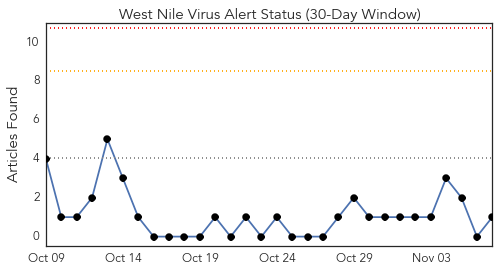 West Nile Virus Alert Status (30-Day Window)
Articles Found
10
8
6
4
2
0
Oct 09 Oct 14 Oct 19 Oct 24 Oct 29 Nov 03